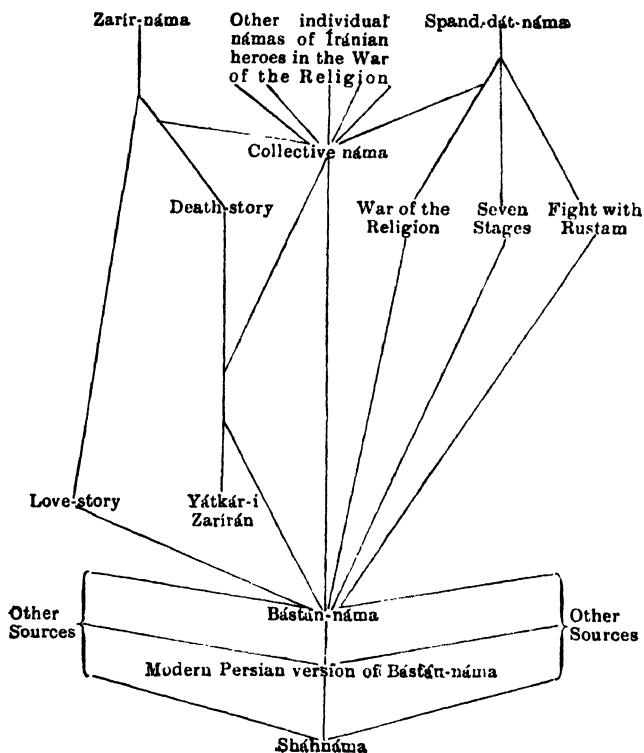 Zarír-náma
Other individual
námas of Íránian
heroes in the War
of the Religion
Spand-dát-náma
Collective náma
Death-story
War of the
Religion
Seven
Stages
Fight with
Rustam
Love-story
Yátkár-i
Zarírán
Other
Sources
Bástán-náma
Other
Sources
Modern Persian version of Bástán-náma
Sháhnáma